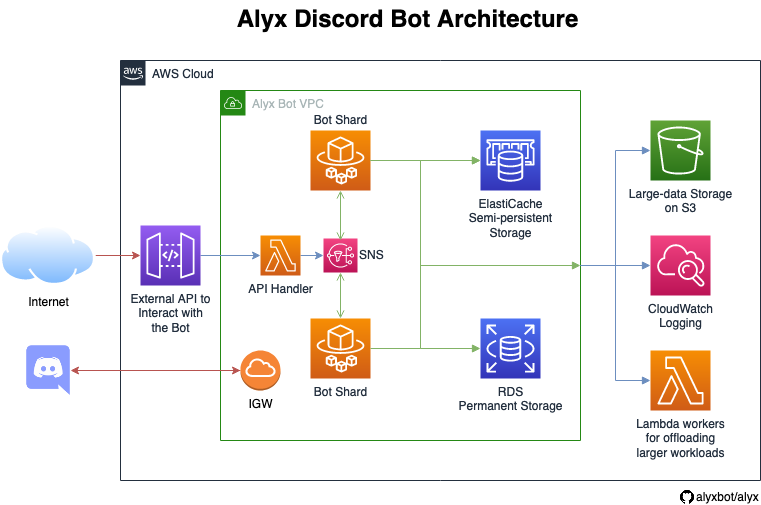 Alyx Discord Bot Architecture
aws
AWS Cloud
Alyx Bot VPC
Bot Shard
ElastiCache
Semi-persistent
Storage
Large-data Storage
on S3
SNS
API Handler
Internet
External API to
Interact with
the Bot
CloudWatch
Logging
Bot Shard
IGW
RDS
Permanent Storage
Lambda workers
for offloading
larger workloads
alyxbot/alyx